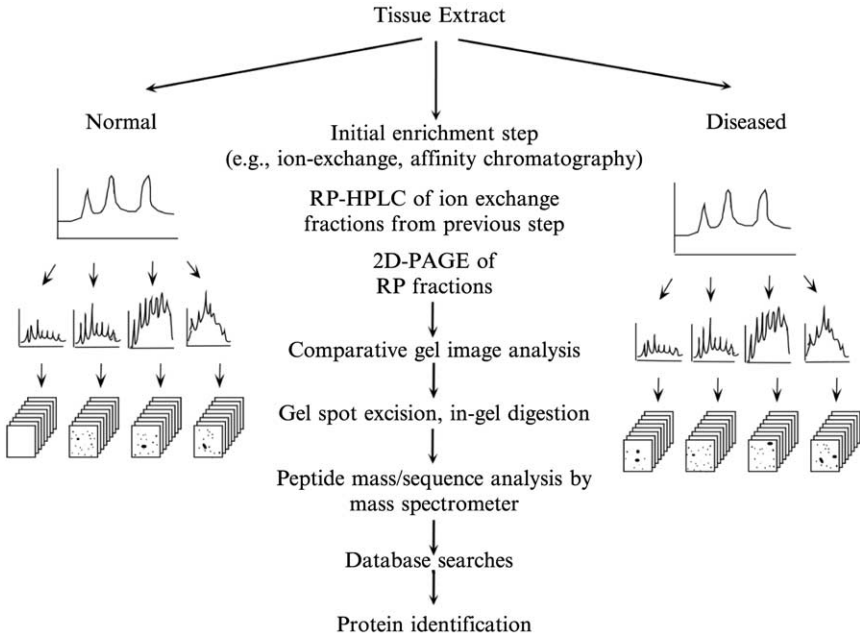 Tissue Extract
Normal
Initial enrichment step
(e.g., ion-exchange, affinity chromatography)
Diseased
RP-HPLC of ion exchange
fractions from previous step
2D-PAGE of
RP fractions
Comparative gel image analysis
Gel spot excision, in-gel digestion
Peptide mass/sequence analysis by
mass spectrometer
Database searches
Protein identification